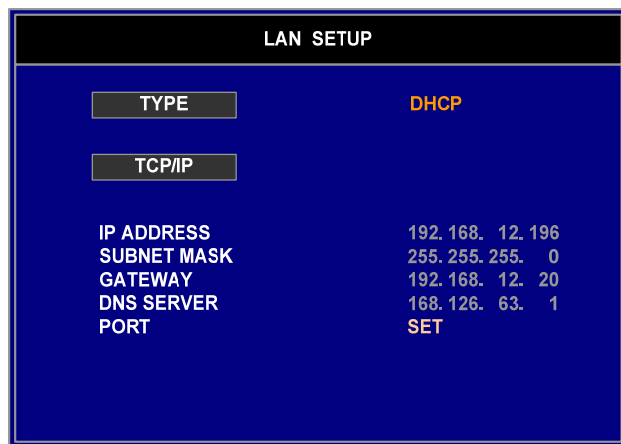 LAN SETUP
TYPE DHCP
TCP/IP
IP ADDRESS 192. 168. 12. 196
SUBNET MASK 255. 255. 255. 0
GATEWAY 192. 168. 12. 20
DNS SERVER 168. 126. 63. 1
PORT SET